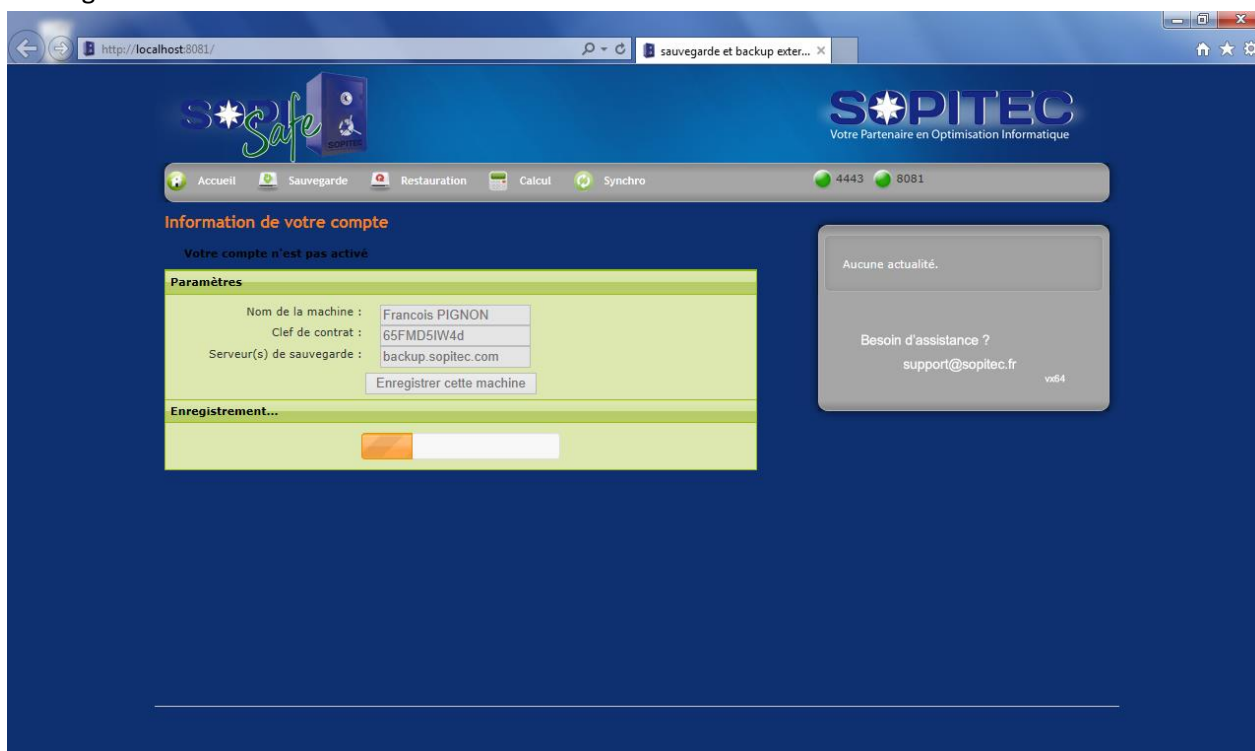 http://localhost:8081/
sauvegarde et backup exter...
SOPI Safe
SOPITEC
SOPITEC
Votre Partenaire en Optimisation Informatique
Accueil Sauvegarde Restauration Calcul Synchro 4443 8081
Information de votre compte
Votre compte n'est pas activé
Aucune actualité.
Paramètres
Nom de la machine : Francois PIGNON
Clef de contrat : 65FMD5IW4d
Serveur(s) de sauvegarde : backup.sopitec.com
Enregistrer cette machine
Besoin d'assistance ?
support@sopitec.fr
vx64
Enregistrement...